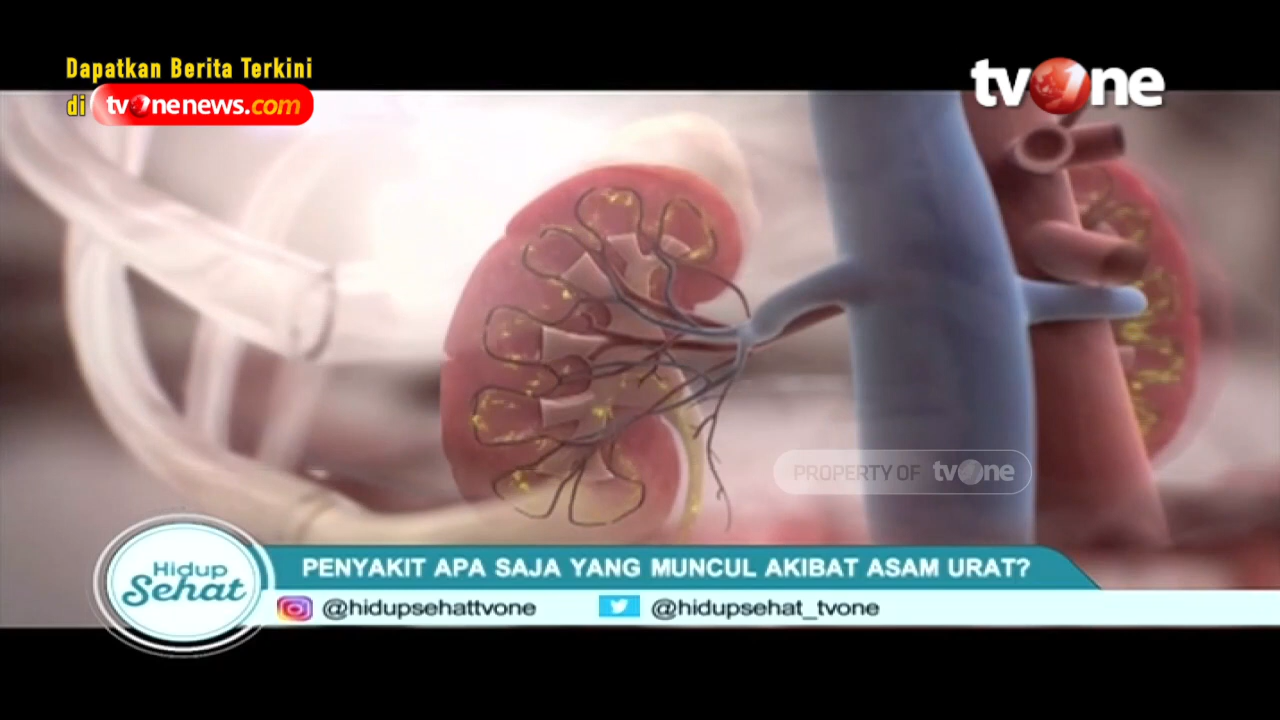 Dapatkan Berita Terkini
di tvOnenews.com
tvOne
PROPERTY OF tvOne
Hidup
Sehat
PENYAKIT APA SAJA YANG MUNCUL AKIBAT ASAM URAT?
@hidupsehattvone @hidupsehat_tvone